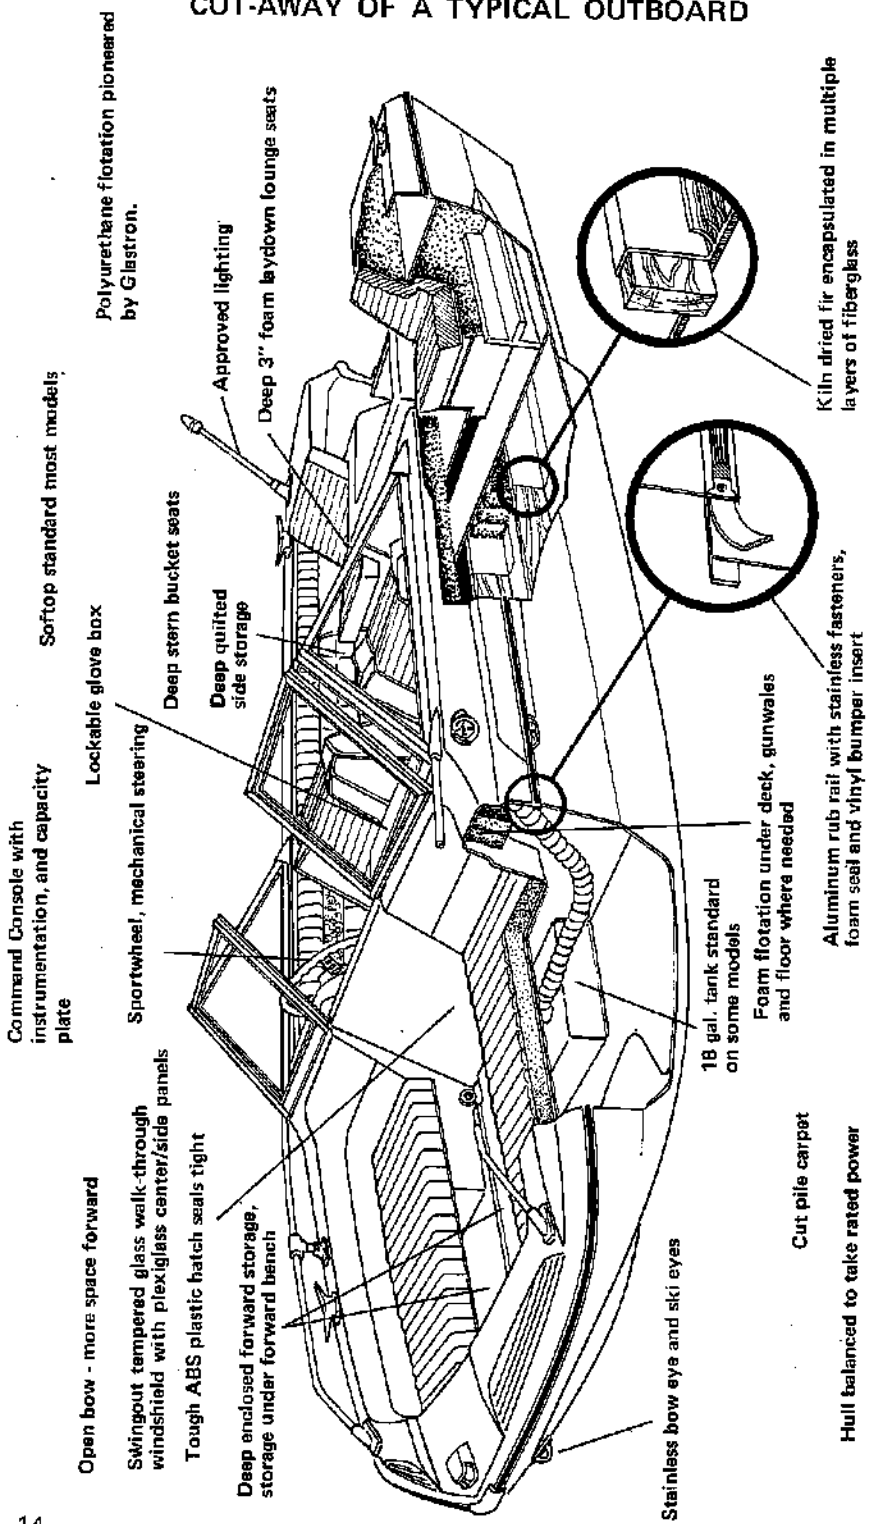 CUT-AWAY OF A TYPICAL OUTBOARD
Command Console with
instrumentation, and capacity
plate
Softop standard most models
Polyurethane flotation pioneered
by Glastron.
Open bow - more space forward
Lockable glove box
Swingout tempered glass walk-through
windshield with plexiglass center/side panels
Sportwheel, mechanical steering
Deep stern bucket seats
Approved lighting
Tough ABS plastic hatch seals tight
Deep quilted
side storage
Deep 3" foam laydown lounge seats
Deep enclosed forward storage,
storage under forward bench
Stainless bow eye and ski eyes
18 gal. tank standard
on some models
Foam flotation under deck, gunwales
and floor where needed
Cut pile carpet
Aluminum rub rail with stainless fasteners,
foam seal and vinyl bumper insert
Kiln dried fir encapsulated in multiple
layers of fiberglass
Hull balanced to take rated power
14